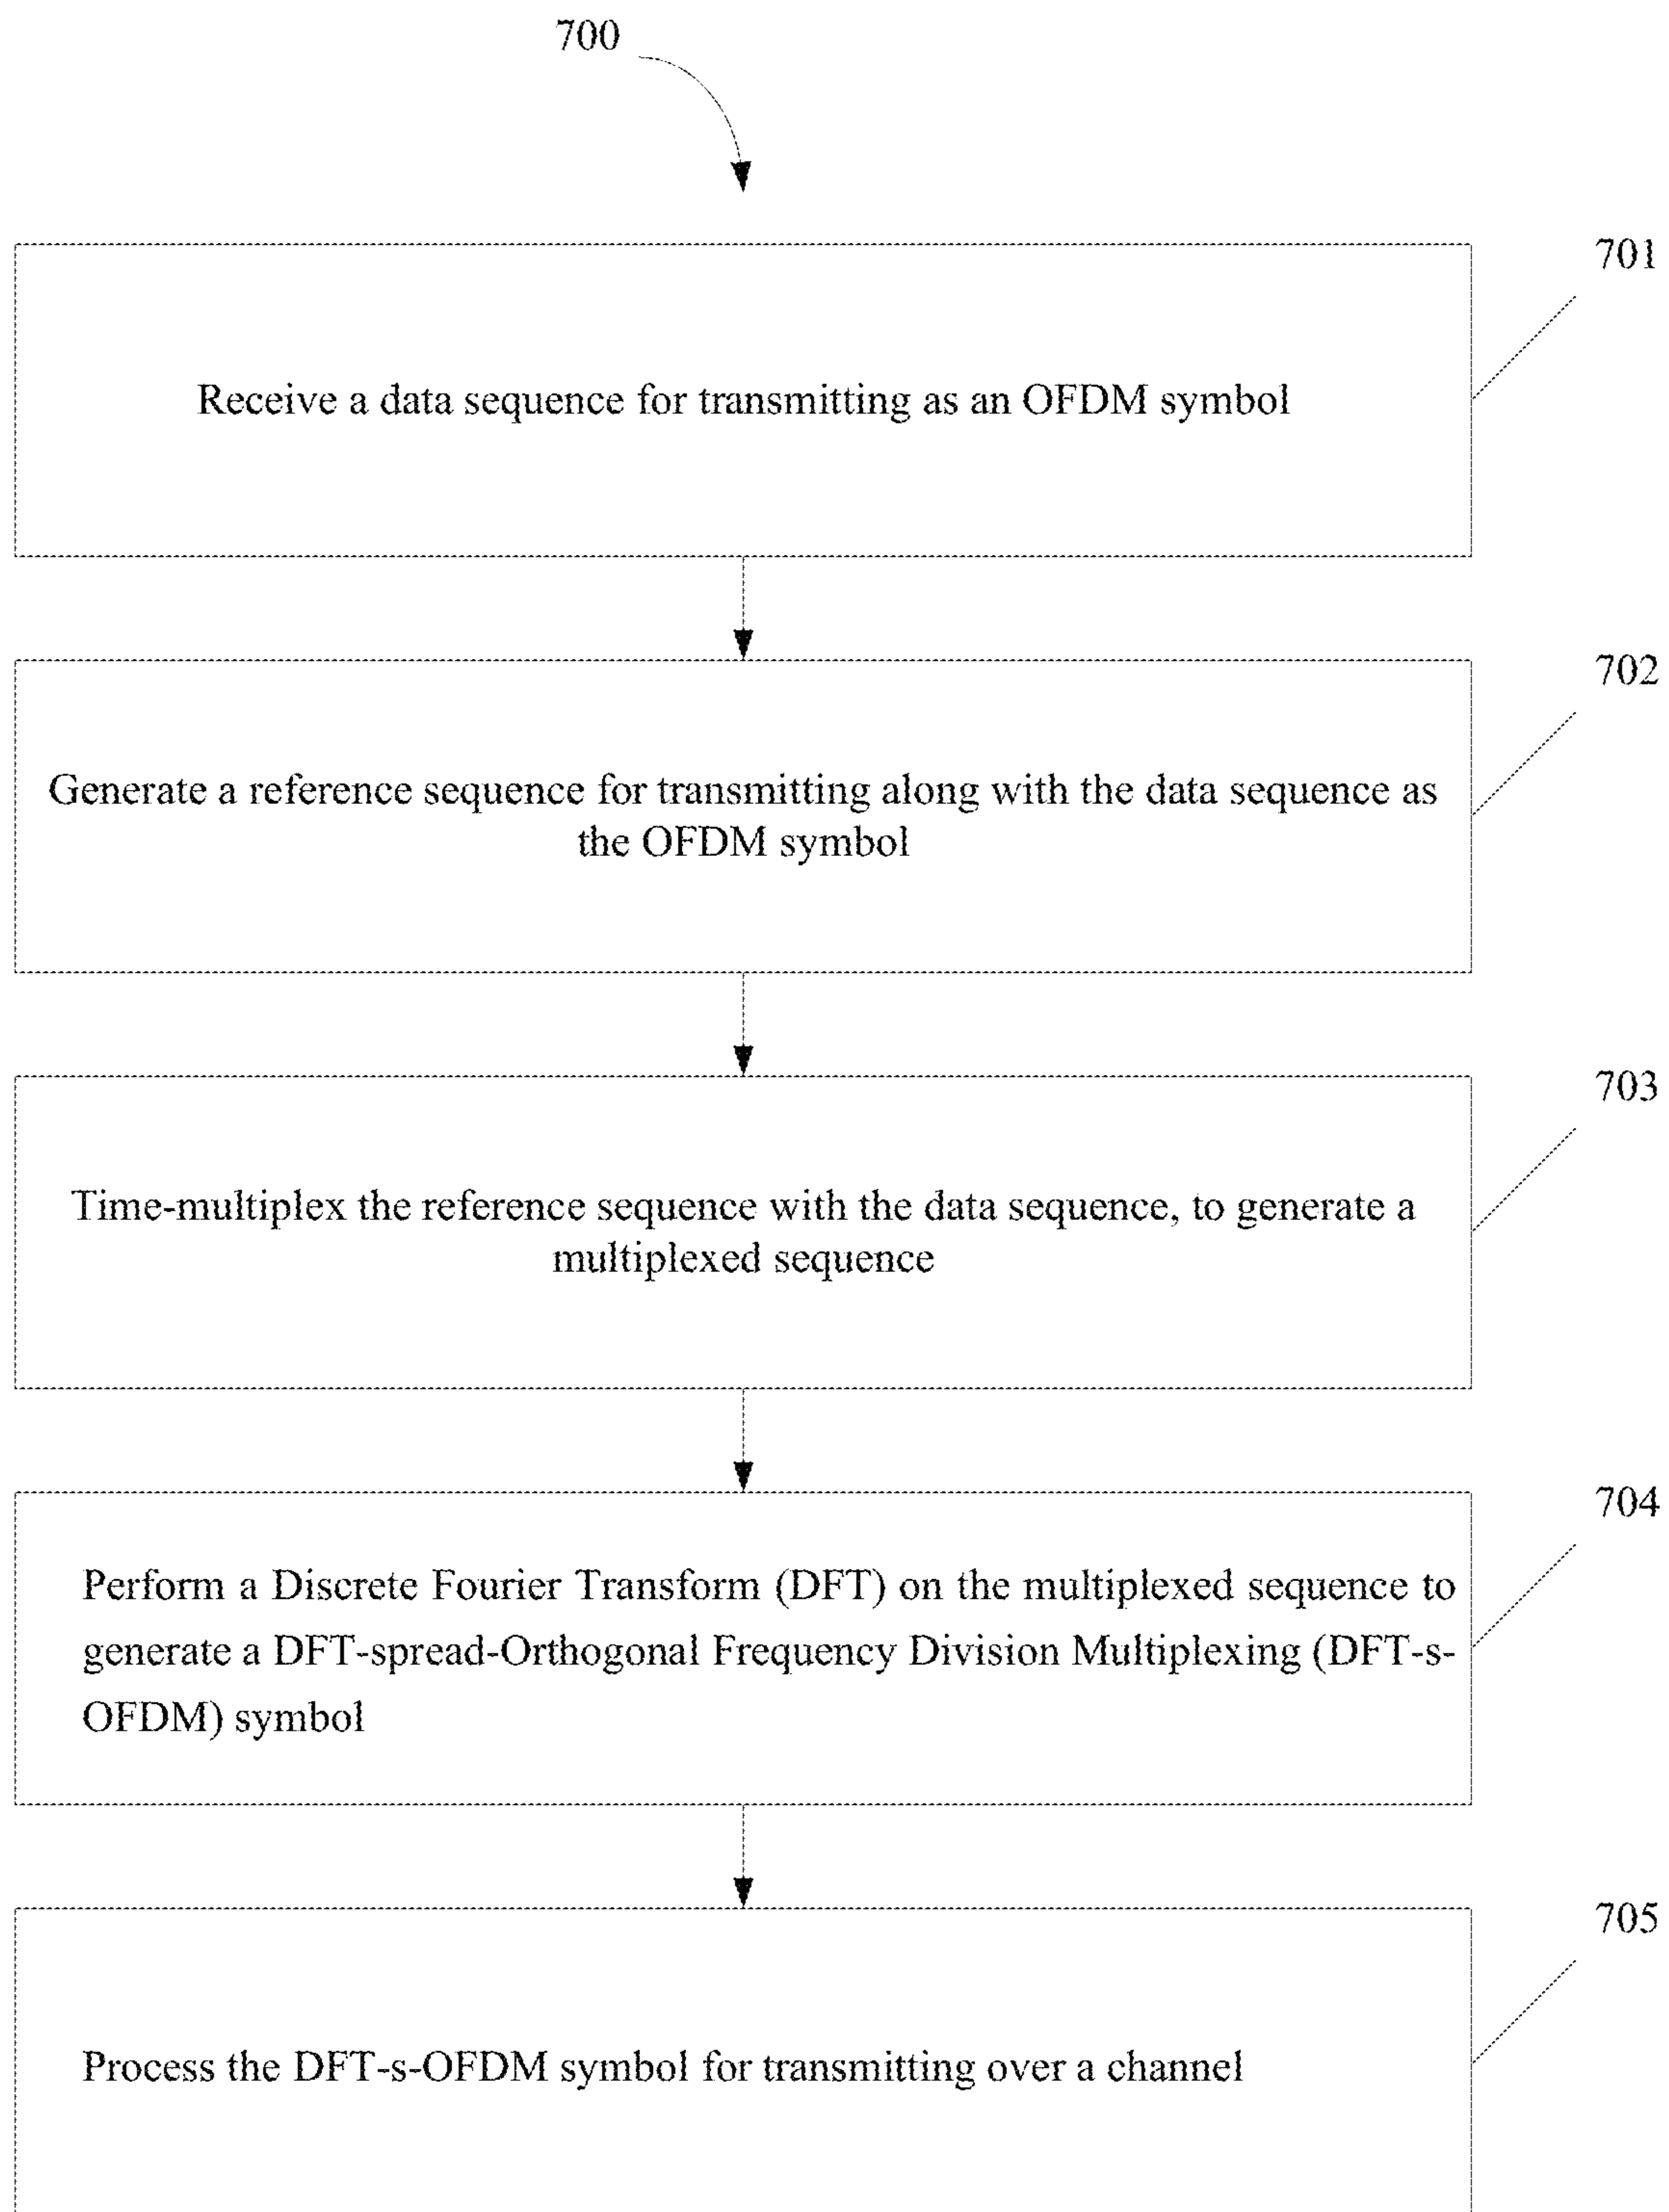 700
701
Receive a data sequence for transmitting as an OFDM symbol
702
Generate a reference sequence for transmitting along with the data sequence as
the OFDM symbol
703
Time-multiplex the reference sequence with the data sequence, to generate a
multiplexed sequence
704
Perform a Discrete Fourier Transform (DFT) on the multiplexed sequence to
generate a DFT-spread-Orthogonal Frequency Division Multiplexing (DFT-s-
OFDM) symbol
705
Process the DFT-s-OFDM symbol for transmitting over a channel